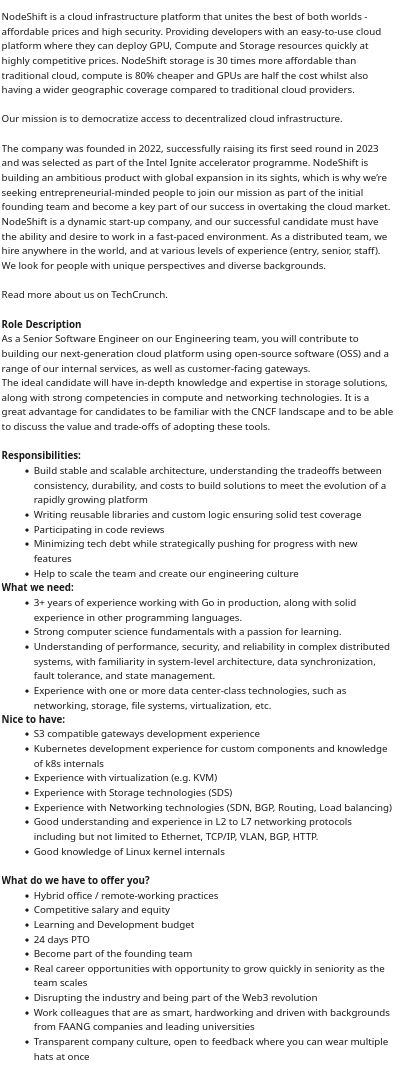 NodeShift is a cloud infrastructure platform that unites the best of both worlds -
affordable prices and high security. Providing developers with an easy-to-use cloud
platform where they can deploy GPU, Compute and Storage resources quickly at
highly competitive prices. NodeShift storage is 30 times more affordable than
traditional cloud, compute is 80% cheaper and GPUs are half the cost whilst also
having a wider geographic coverage compared to traditional cloud providers.
Our mission is to democratize access to decentralized cloud infrastructure.
The company was founded in 2022, successfully raising its first seed round in 2023
and was selected as part of the Intel Ignite accelerator programme. NodeShift is
building an ambitious product with global expansion in its sights, which is why we're
seeking entrepreneurial-minded people to join our mission as part of the initial
founding team and become a key part of our success in overtaking the cloud market.
NodeShift is a dynamic start-up company, and our successful candidate must have
the ability and desire to work in a fast-paced environment. As a distributed team, we
hire anywhere in the world, and at various levels of experience (entry, senior, staff).
We look for people with unique perspectives and diverse backgrounds.
Read more about us on TechCrunch.
Role Description
As a Senior Software Engineer on our Engineering team, you will contribute to
building our next-generation cloud platform using open-source software (OSS) and a
range of our internal services, as well as customer-facing gateways.
The ideal candidate will have in-depth knowledge and expertise in storage solutions,
along with strong competencies in compute and networking technologies. It is a
great advantage for candidates to be familiar with the CNCF landscape and to be able
to discuss the value and trade-offs of adopting these tools.
Responsibilities:
• Build stable and scalable architecture, understanding the tradeoffs between
consistency, durability, and costs to build solutions to meet the evolution of a
rapidly growing platform
• Writing reusable libraries and custom logic ensuring solid test coverage
• Participating in code reviews
• Minimizing tech debt while strategically pushing for progress with new
features
• Help to scale the team and create our engineering culture
What we need:
• 3+ years of experience working with Go in production, along with solid
experience in other programming languages.
• Strong computer science fundamentals with a passion for learning.
• Understanding of performance, security, and reliability in complex distributed
systems, with familiarity in system-level architecture, data synchronization,
fault tolerance, and state management.
• Experience with one or more data center-class technologies, such as
networking, storage, file systems, virtualization, etc.
Nice to have:
• S3 compatible gateways development experience
• Kubernetes development experience for custom components and knowledge
of k8s internals
• Experience with virtualization (e.g. KVM)
• Experience with Storage technologies (SDS)
• Experience with Networking technologies (SDN, BGP, Routing, Load balancing)
• Good understanding and experience in L2 to L7 networking protocols
including but not limited to Ethernet, TCP/IP, VLAN, BGP, HTTP.
• Good knowledge of Linux kernel internals
What do we have to offer you?
• Hybrid office / remote-working practices
• Competitive salary and equity
• Learning and Development budget
• 24 days PTO
• Become part of the founding team
• Real career opportunities with opportunity to grow quickly in seniority as the
team scales
• Disrupting the industry and being part of the Web3 revolution
• Work colleagues that are as smart, hardworking and driven with backgrounds
from FAANG companies and leading universities
• Transparent company culture, open to feedback where you can wear multiple
hats at once